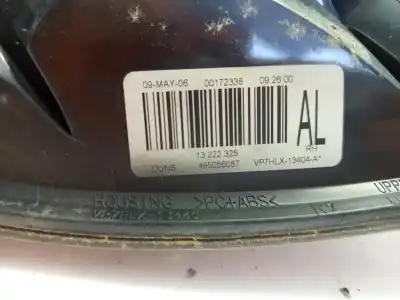 09-MAY-06 00172338 09:26:00
AL
RH
13 222 325
DUNS 495056087 VP7HLX-13404-A*
HOUSING >PC+ABS<
UPP